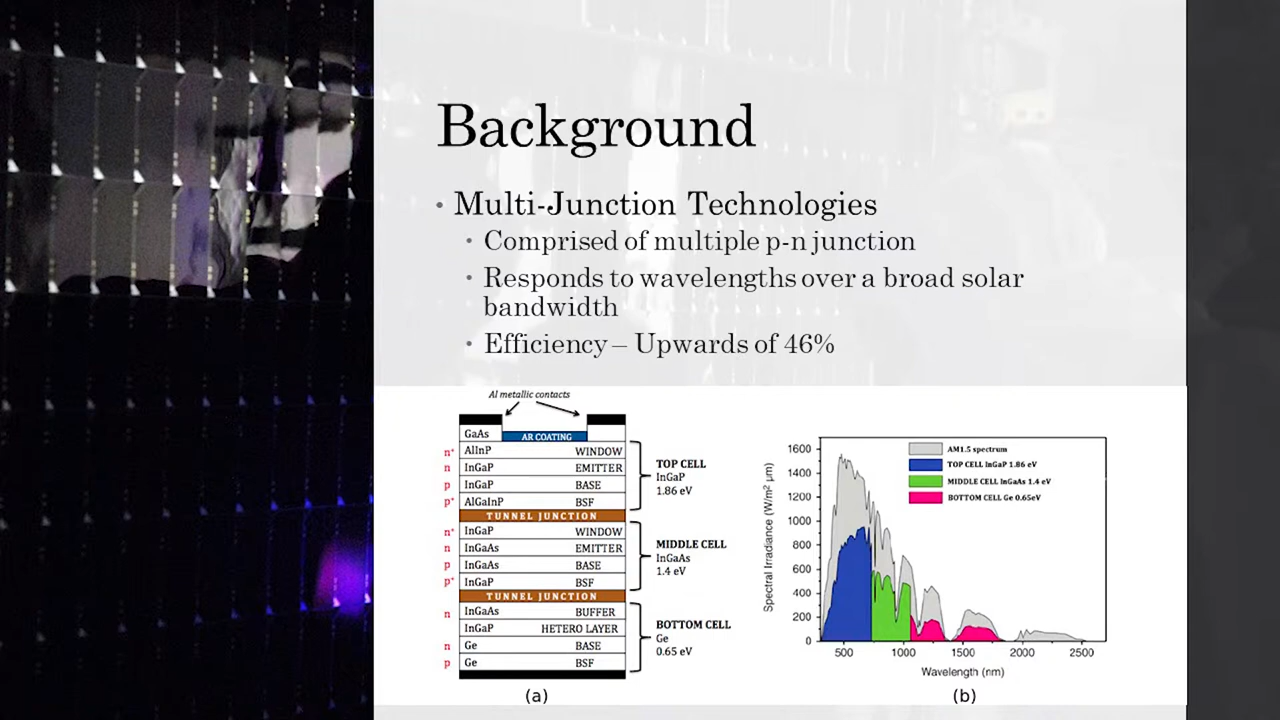 Background
• Multi-Junction Technologies
• Comprised of multiple p-n junction
• Responds to wavelengths over a broad solar
bandwidth
• Efficiency – Upwards of 46%
Al metallic contacts
GaAs
AR COATING
n⁺ AlInP WINDOW
n InGaP EMITTER
p InGaP BASE
p⁺ AlGaInP BSF
TOP CELL
InGaP
1.86 eV
TUNNEL JUNCTION
n⁺ InGaP WINDOW
n InGaAs EMITTER
p InGaAs BASE
p⁺ InGaP BSF
MIDDLE CELL
InGaAs
1.4 eV
TUNNEL JUNCTION
n InGaAs BUFFER
InGaP HETERO LAYER
n Ge BASE
p Ge BSF
BOTTOM CELL
Ge
0.65 eV
(a)
AM1.5 spectrum
TOP CELL InGaP 1.86 eV
MIDDLE CELL InGaAs 1.4 eV
BOTTOM CELL Ge 0.65eV
Spectral Irradiance (W/m² µm)
1600
1400
1200
1000
800
600
400
200
0
500 1000 1500 2000 2500
Wavelength (nm)
(b)